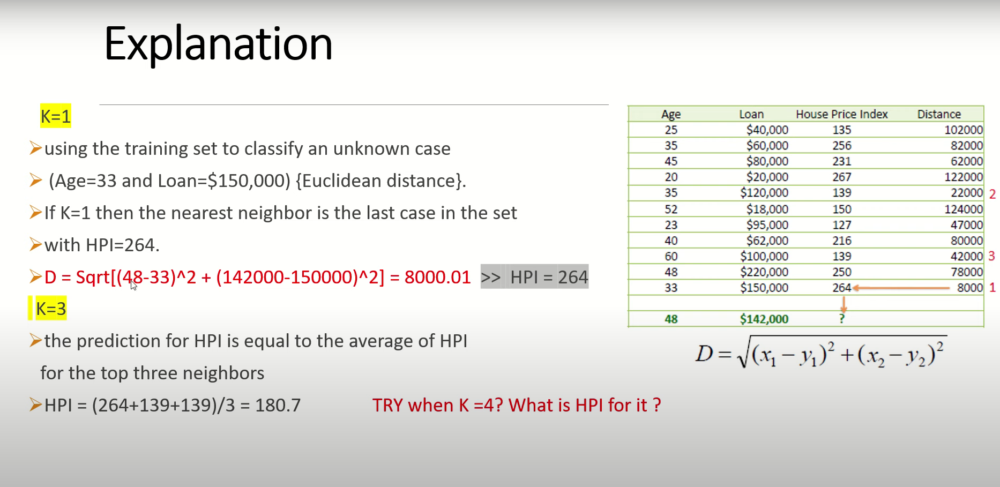 Explanation
K=1
using the training set to classify an unknown case
(Age=33 and Loan=$150,000) {Euclidean distance}.
If K=1 then the nearest neighbor is the last case in the set
with HPI=264.
D = Sqrt[(48-33)^2 + (142000-150000)^2] = 8000.01 >> HPI = 264
K=3
the prediction for HPI is equal to the average of HPI
for the top three neighbors
HPI = (264+139+139)/3 = 180.7
TRY when K =4? What is HPI for it ?
Age Loan House Price Index Distance
25 $40,000 135 102000
35 $60,000 256 82000
45 $80,000 231 62000
20 $20,000 267 122000
35 $120,000 139 22000 2
52 $18,000 150 124000
23 $95,000 127 47000
40 $62,000 216 80000
60 $100,000 139 42000 3
48 $220,000 250 78000
33 $150,000 264 8000 1
48 $142,000 ?
D = √(x₁ − y₁)² + (x₂ − y₂)²